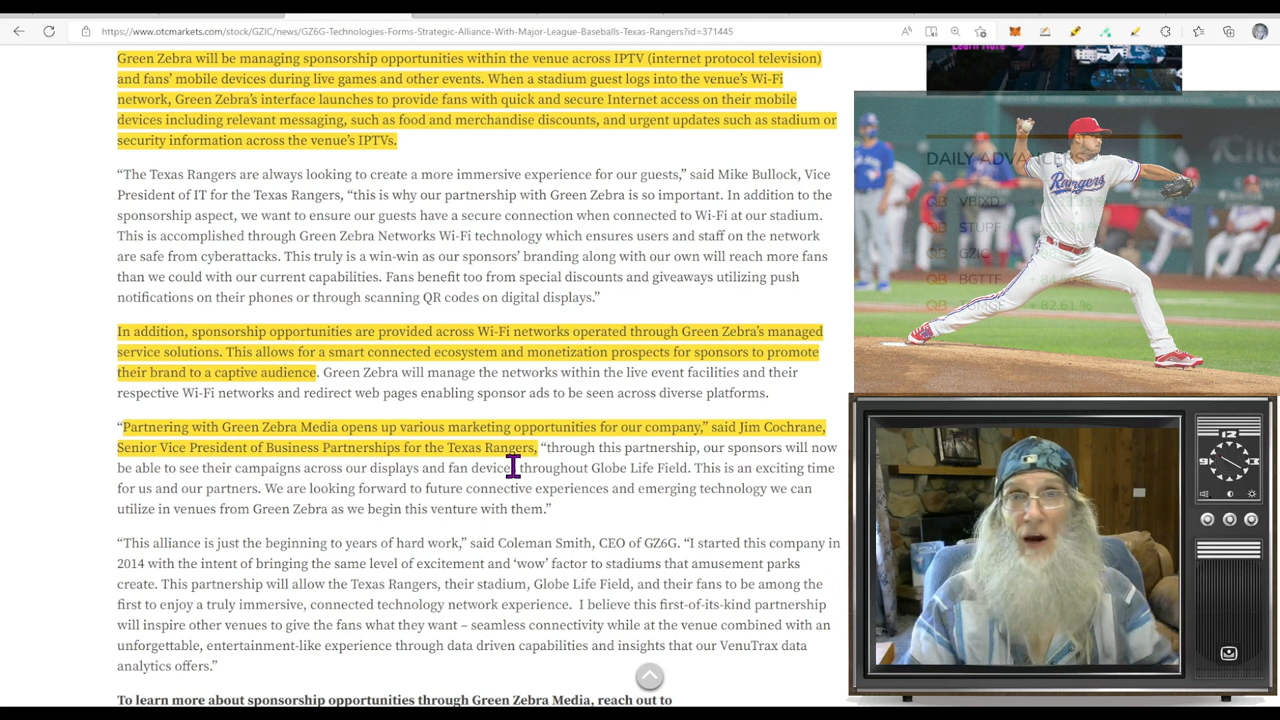 https://www.otcmarkets.com/stock/GZIC/news/GZ6G-Technologies-Forms-Strategic-Alliance-With-Major-League-Baseballs-Texas-Rangers?id=371445
Green Zebra will be managing sponsorship opportunities within the venue across IPTV (internet protocol television)
and fans’ mobile devices during live games and other events. When a stadium guest logs into the venue’s Wi-Fi
network, Green Zebra’s interface launches to provide fans with quick and secure Internet access on their mobile
devices including relevant messaging, such as food and merchandise discounts, and urgent updates such as stadium or
security information across the venue’s IPTVs.
“The Texas Rangers are always looking to create a more immersive experience for our guests,” said Mike Bullock, Vice
President of IT for the Texas Rangers, “this is why our partnership with Green Zebra is so important. In addition to the
sponsorship aspect, we want to ensure our guests have a secure connection when connected to Wi-Fi at our stadium.
This is accomplished through Green Zebra Networks Wi-Fi technology which ensures users and staff on the network
are safe from cyberattacks. This truly is a win-win as our sponsors’ branding along with our own will reach more fans
than we could with our current capabilities. Fans benefit too from special discounts and giveaways utilizing push
notifications on their phones or through scanning QR codes on digital displays.”
In addition, sponsorship opportunities are provided across Wi-Fi networks operated through Green Zebra’s managed
service solutions. This allows for a smart connected ecosystem and monetization prospects for sponsors to promote
their brand to a captive audience. Green Zebra will manage the networks within the live event facilities and their
respective Wi-Fi networks and redirect web pages enabling sponsor ads to be seen across diverse platforms.
“Partnering with Green Zebra Media opens up various marketing opportunities for our company,” said Jim Cochrane,
Senior Vice President of Business Partnerships for the Texas Rangers, “through this partnership, our sponsors will now
be able to see their campaigns across our displays and fan devices throughout Globe Life Field. This is an exciting time
for us and our partners. We are looking forward to future connective experiences and emerging technology we can
utilize in venues from Green Zebra as we begin this venture with them.”
“This alliance is just the beginning to years of hard work,” said Coleman Smith, CEO of GZ6G. “I started this company in
2014 with the intent of bringing the same level of excitement and ‘wow’ factor to stadiums that amusement parks
create. This partnership will allow the Texas Rangers, their stadium, Globe Life Field, and their fans to be among the
first to enjoy a truly immersive, connected technology network experience. I believe this first-of-its-kind partnership
will inspire other venues to give the fans what they want – seamless connectivity while at the venue combined with an
unforgettable, entertainment-like experience through data driven capabilities and insights that our VenuTrax data
analytics offers.”
To learn more about sponsorship opportunities through Green Zebra Media, reach out to
Learn More
DAILY ADVANCERS
QB VBIXD
QB STUPF
QB GZIC
QB BGTTF
QB + 82.61 %
Rangers
12
3
9